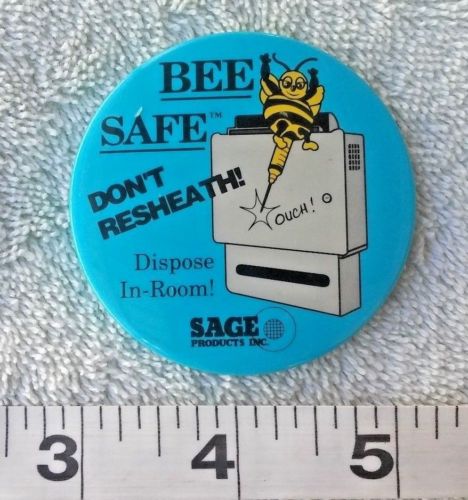 BEE
SAFE™
DON'T
RESHEATH!
OUCH!
Dispose
In-Room!
SAGE
PRODUCTS INC.
3 4 5